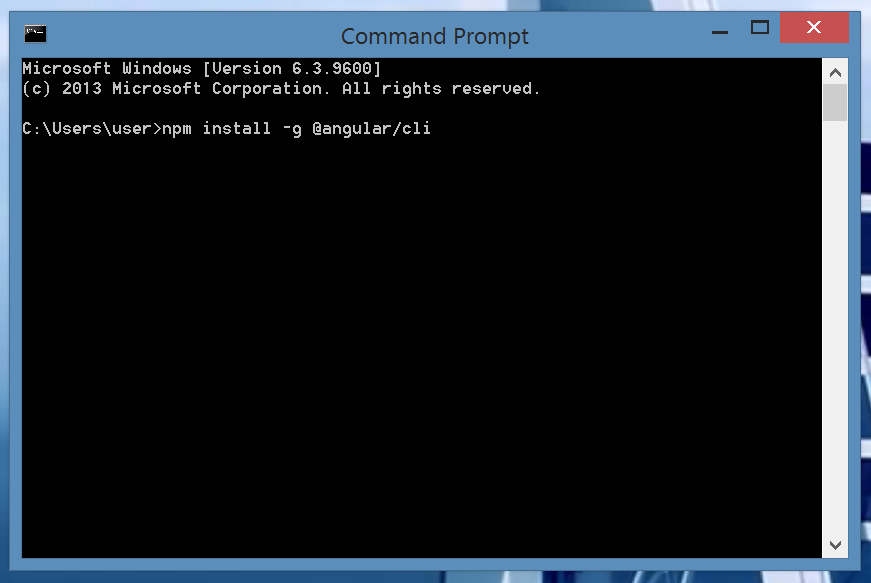 Command Prompt
Microsoft Windows [Version 6.3.9600]
(c) 2013 Microsoft Corporation. All rights reserved.
C:\Users\user>npm install -g @angular/cli